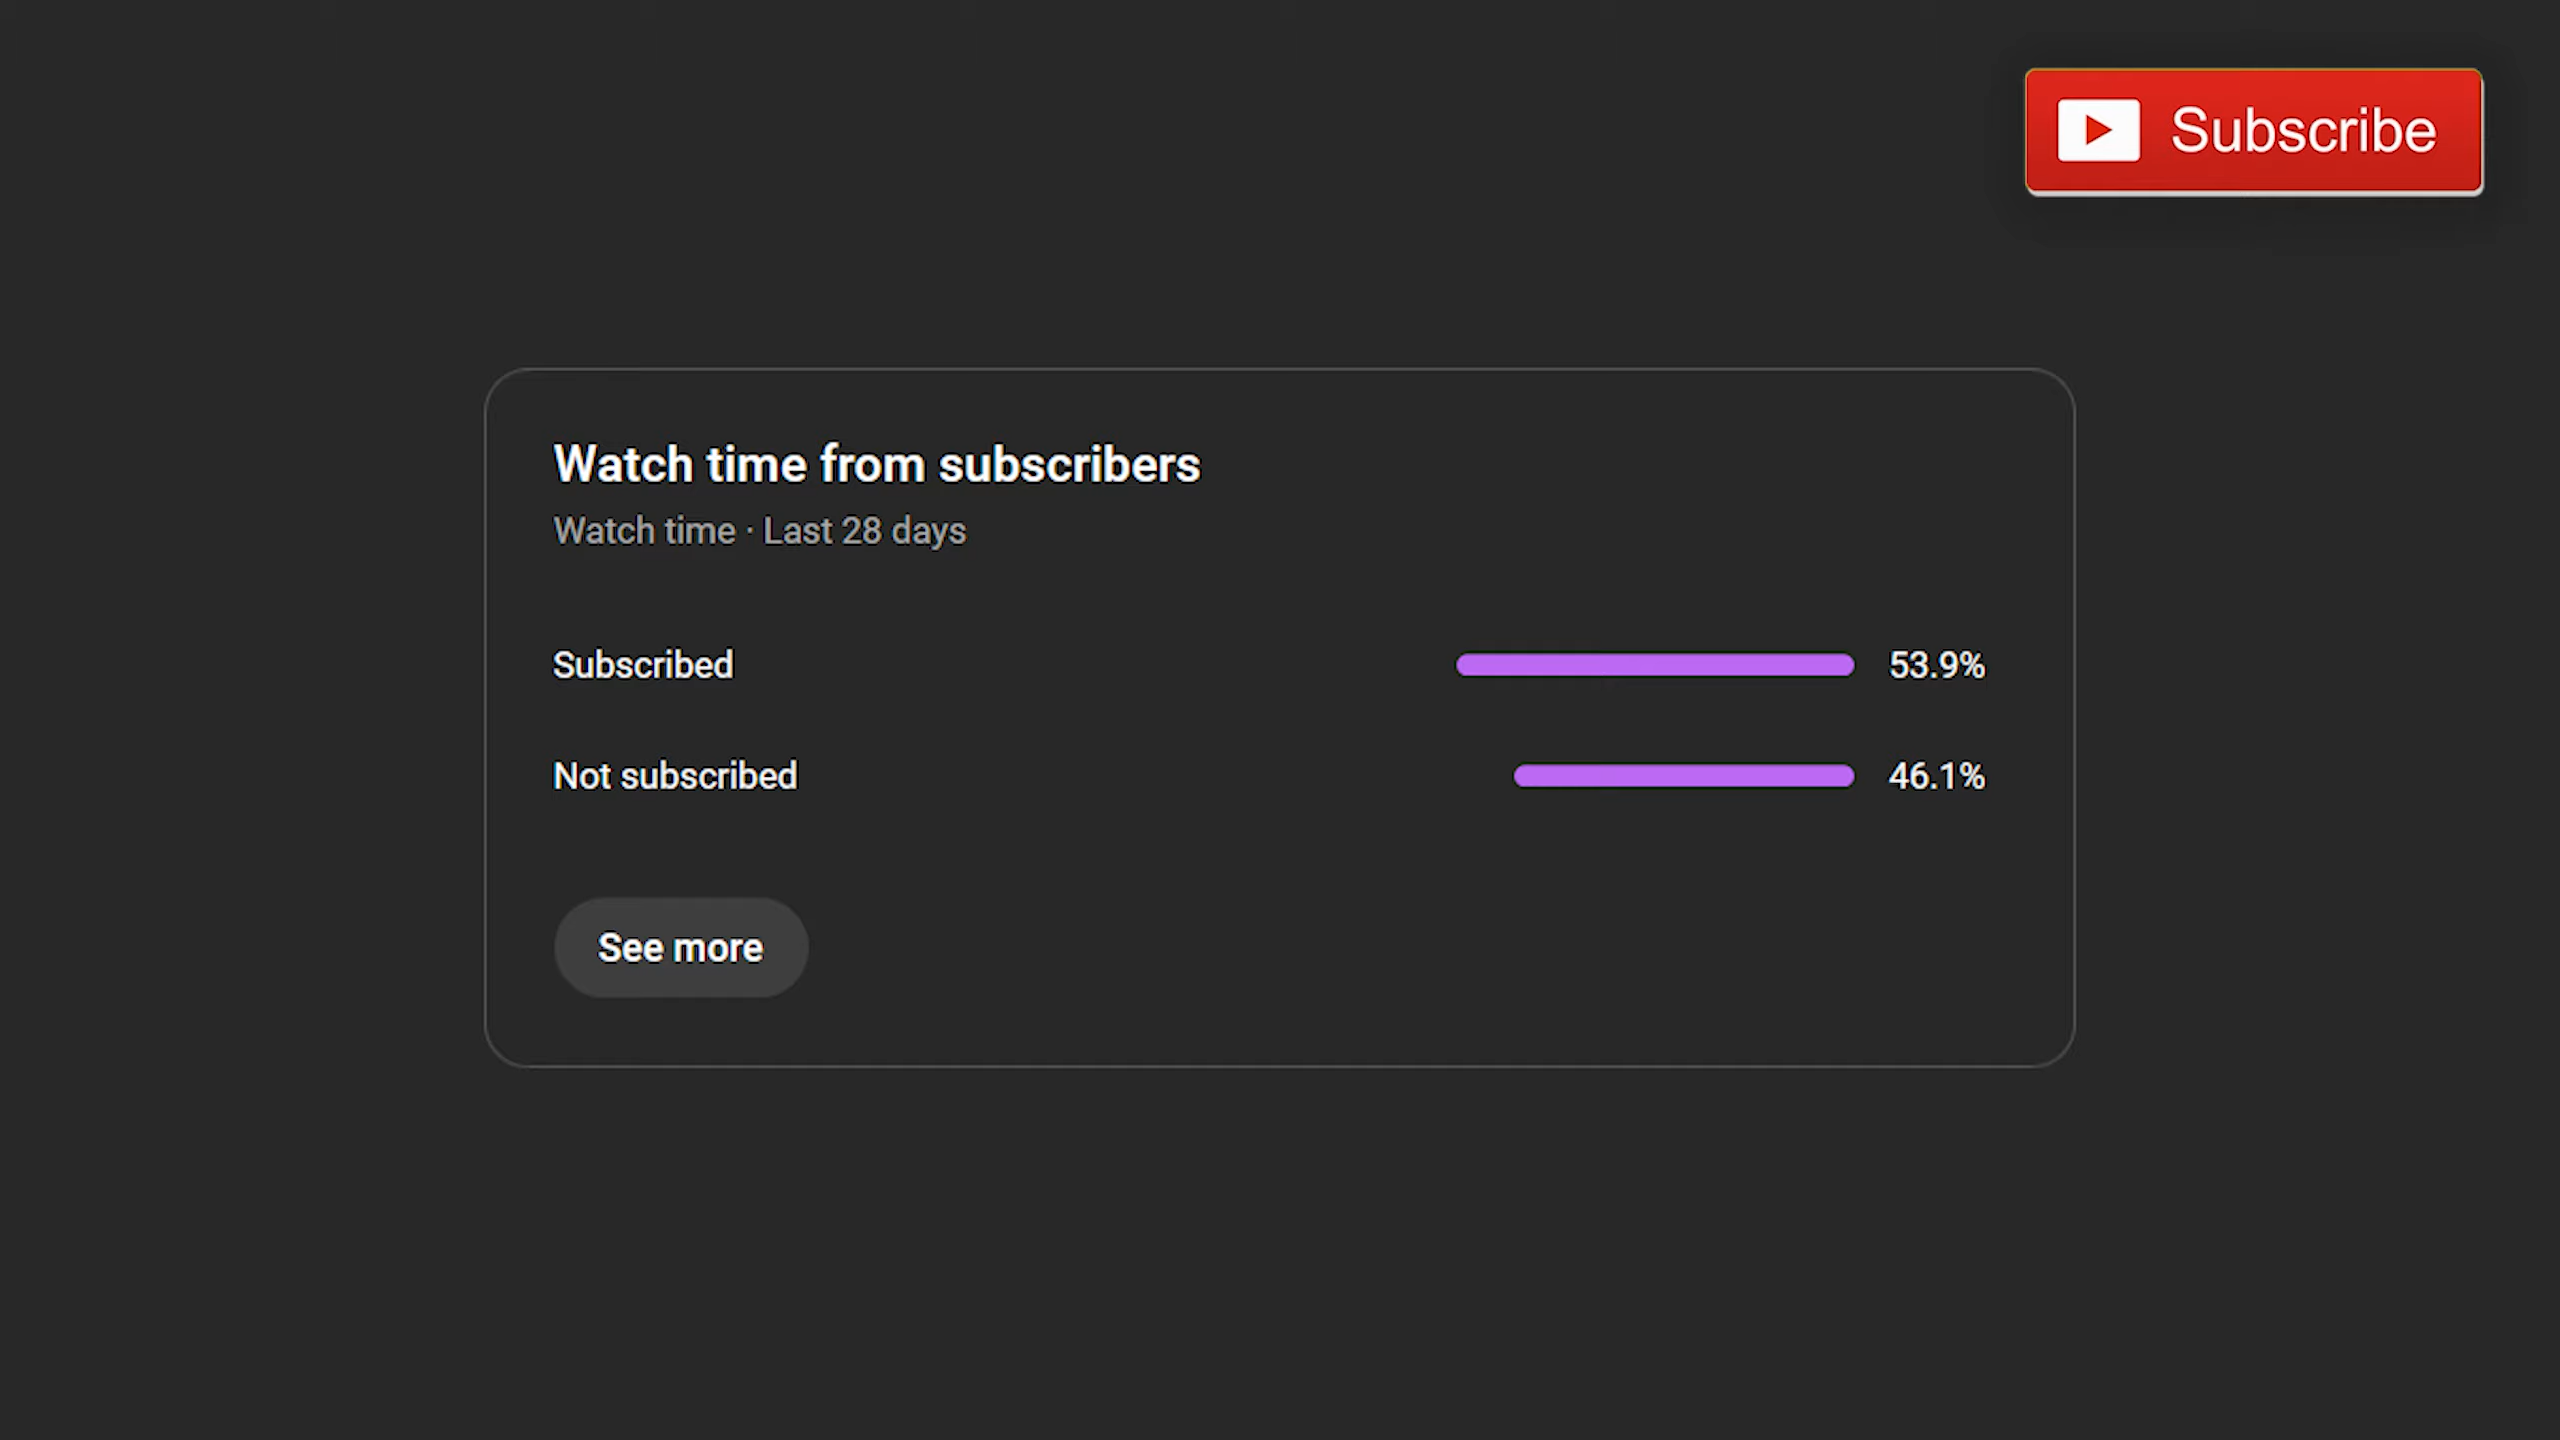 Subscribe
Watch time from subscribers
Watch time · Last 28 days
Subscribed 53.9%
Not subscribed 46.1%
See more